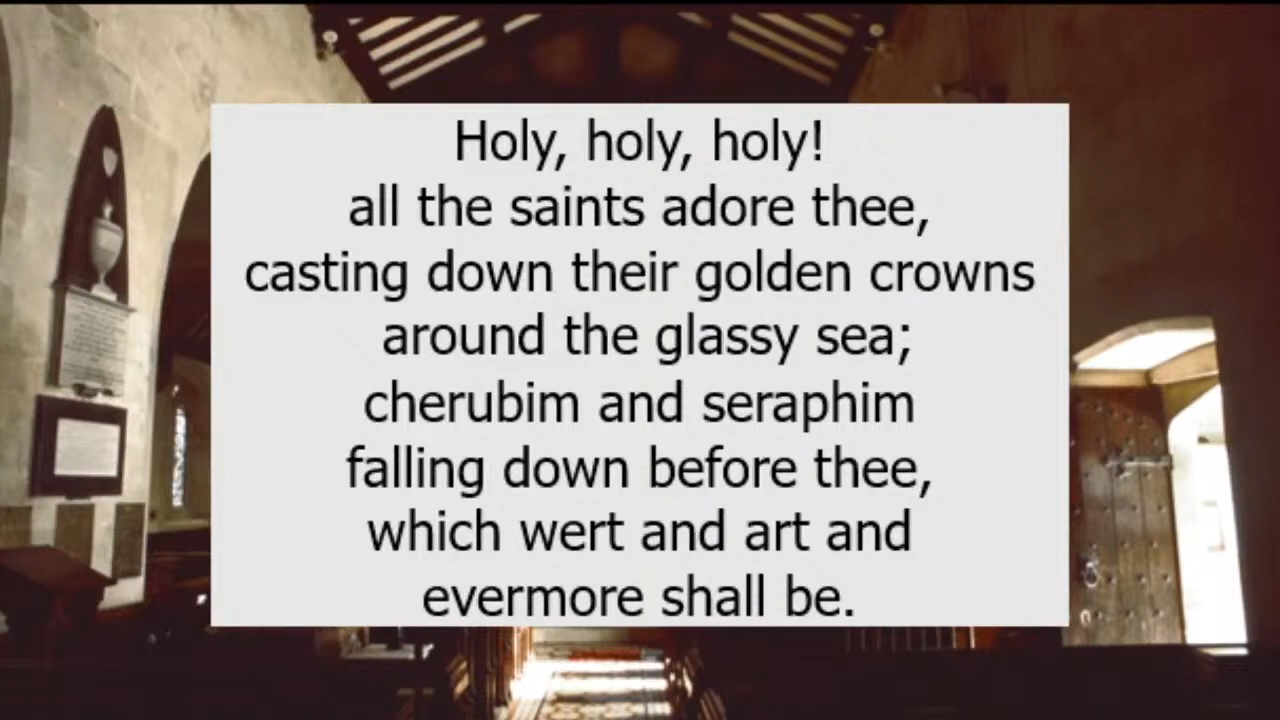 Holy, holy, holy!
all the saints adore thee,
casting down their golden crowns
around the glassy sea;
cherubim and seraphim
falling down before thee,
which wert and art and
evermore shall be.